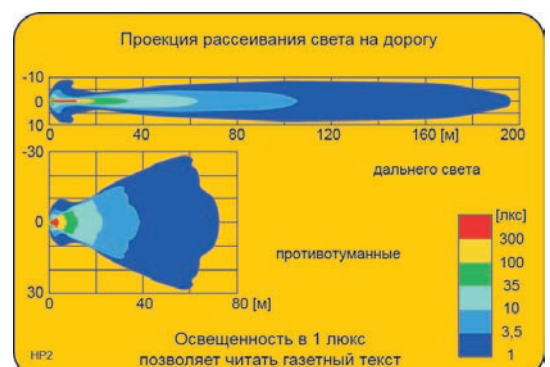 Проекция рассеивания света на дорогу
-10
0
10
0 40 80 120 160 [м] 200
дальнего света
-30
0
30
0 40 80 [м]
противотуманные
[лкс]
300
100
35
10
3,5
1
Освещенность в 1 люкс
позволяет читать газетный текст
HP2